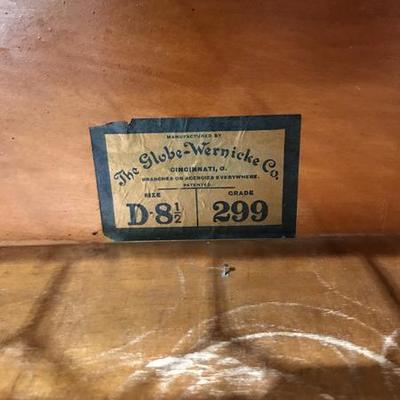 MANUFACTURED BY
The Globe-Wernicke Co.
CINCINNATI, O.
BRANCHES OR AGENCIES EVERYWHERE.
PATENTED
SIZE GRADE
D-8½ 299